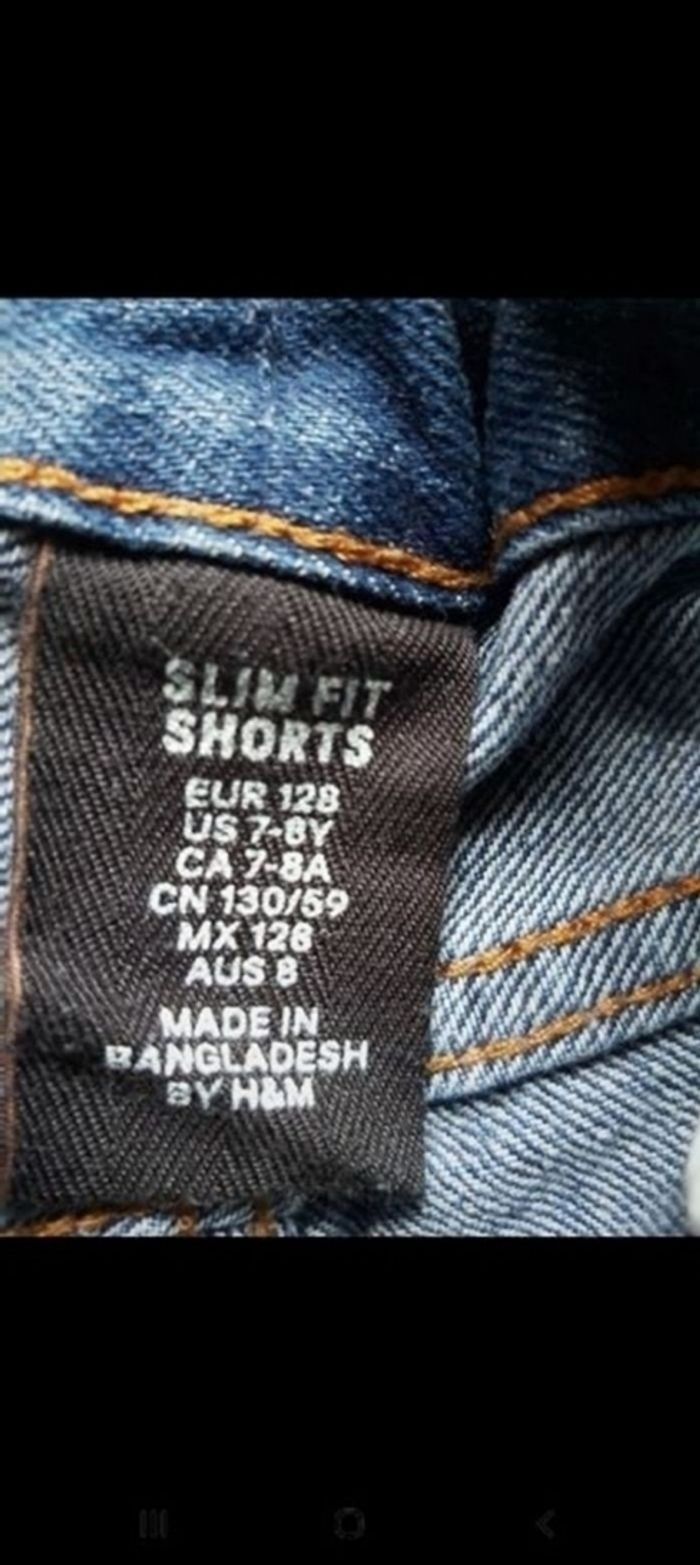 SLIM FIT
SHORTS
EUR 128
US 7-8Y
CA 7-8A
CN 130/59
MX 128
AUS 8
MADE IN
BANGLADESH
BY H&M